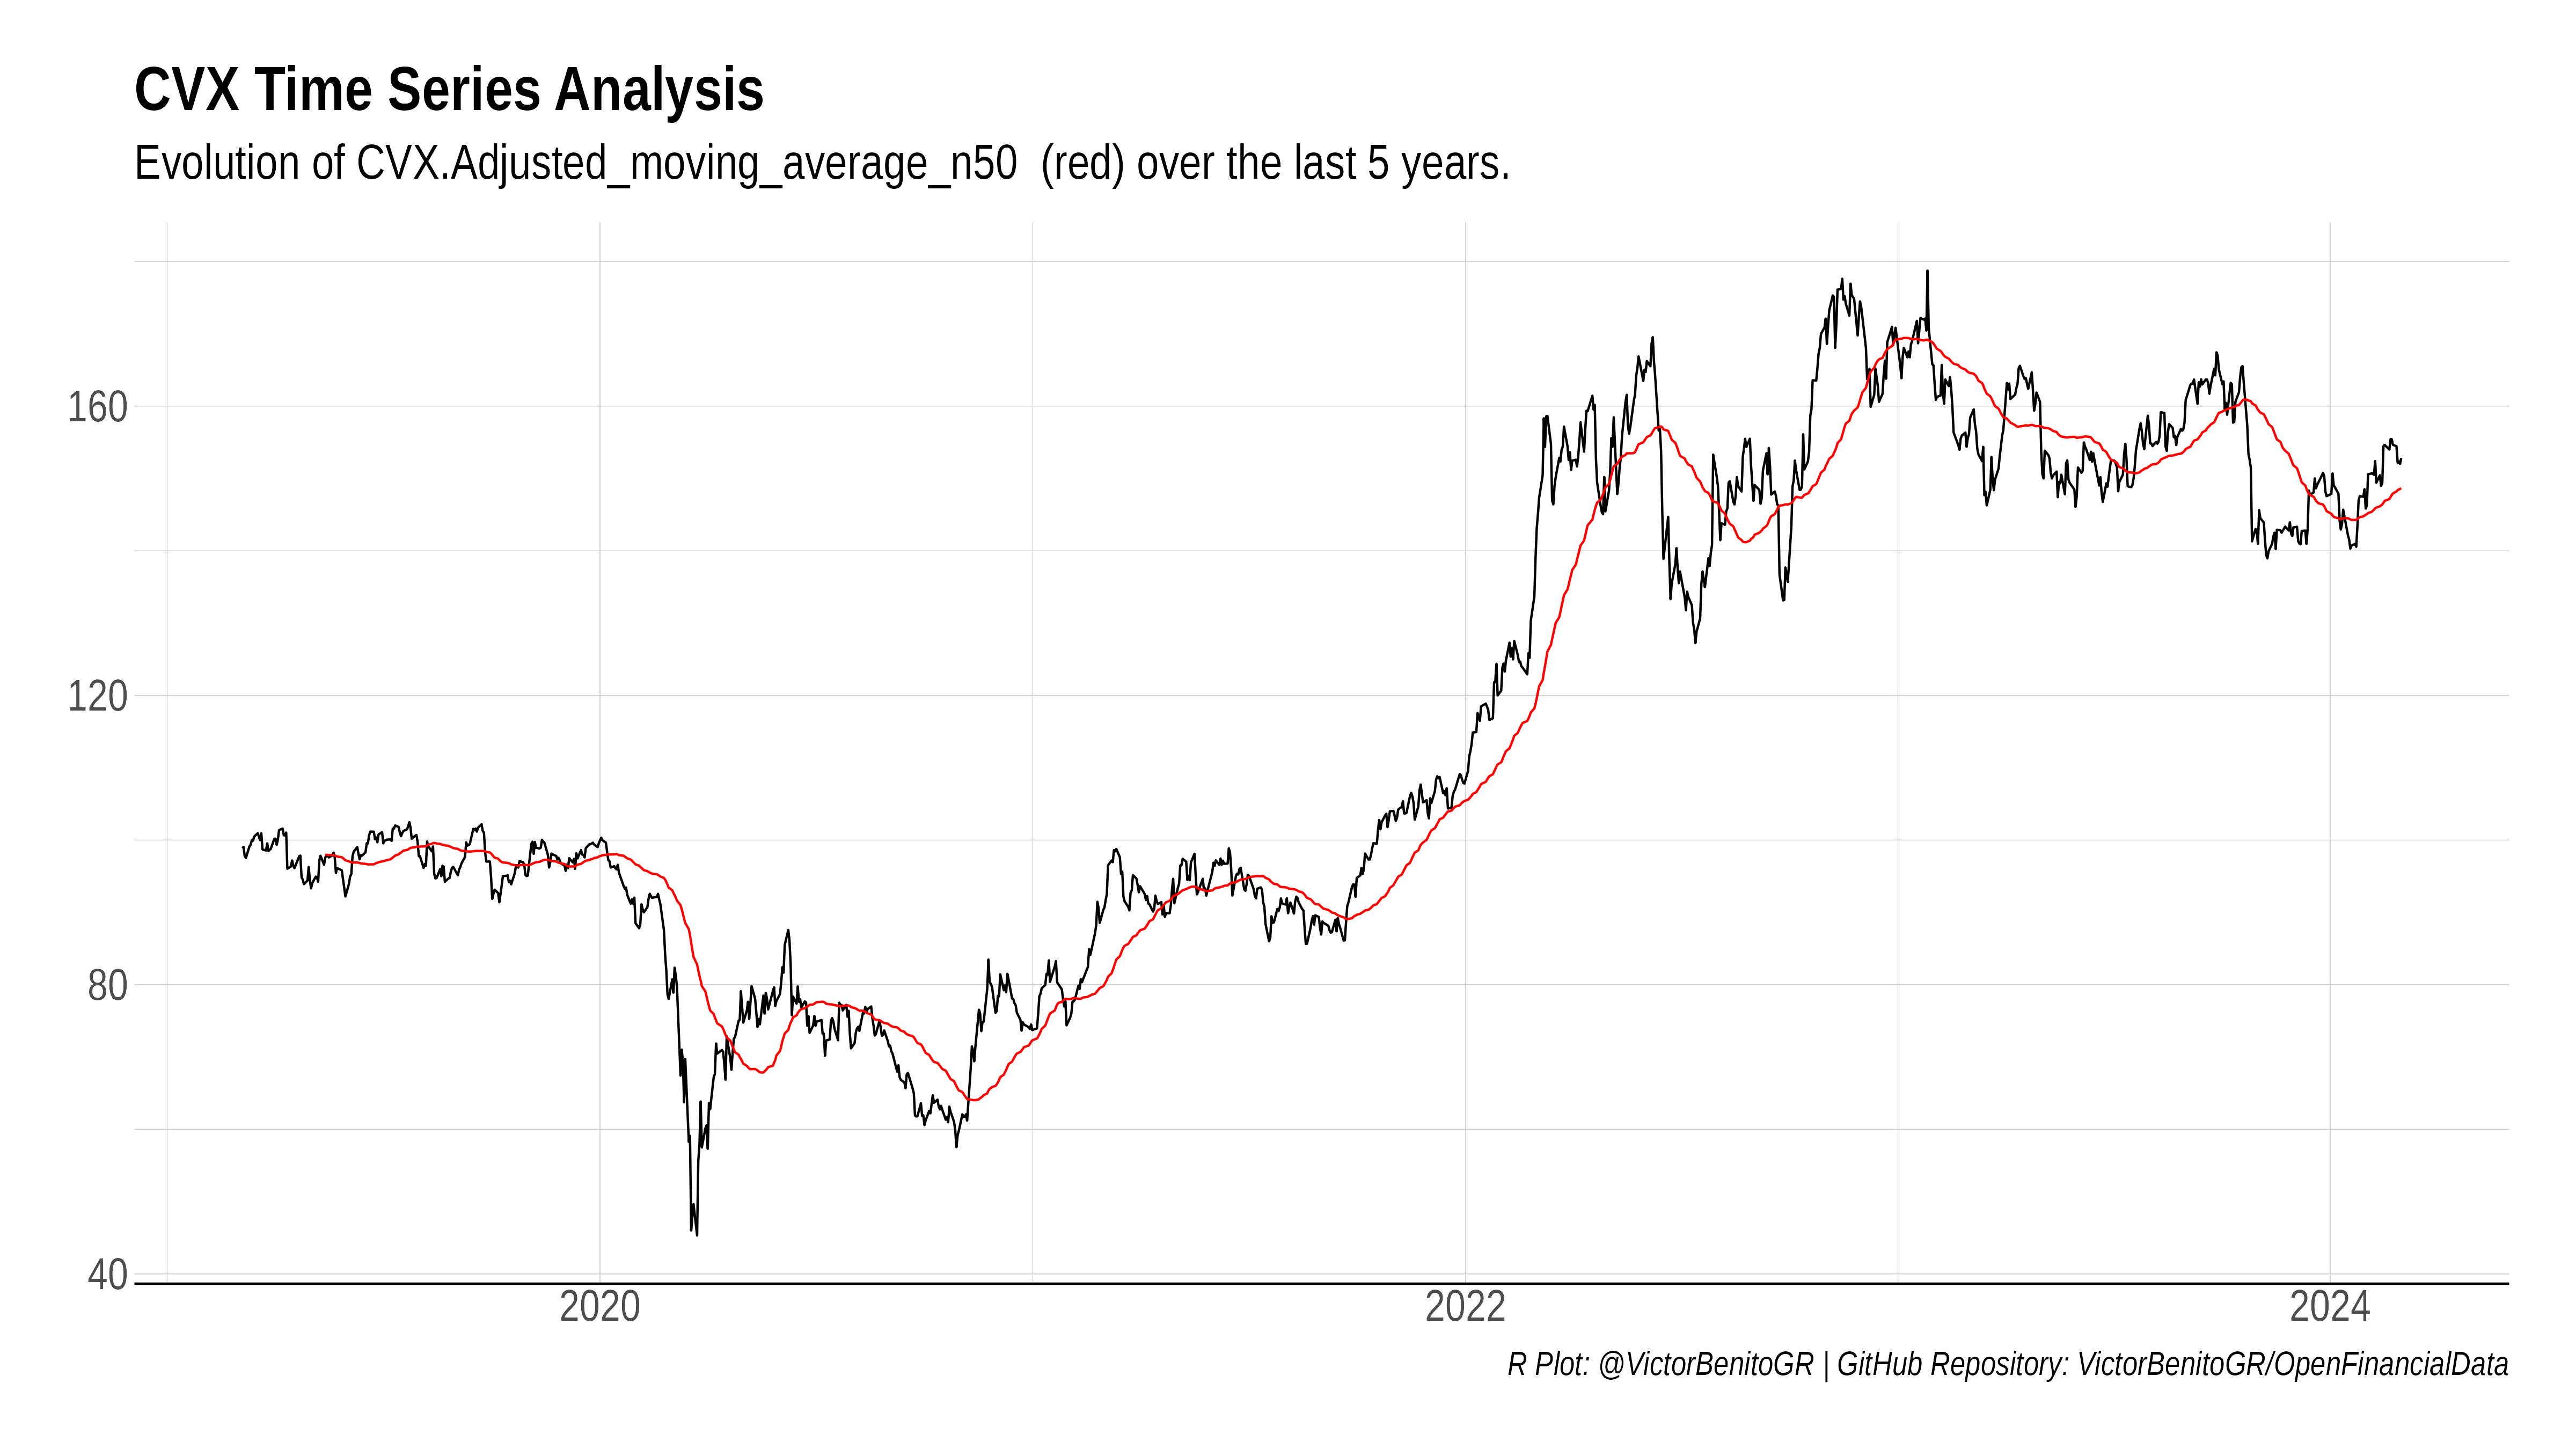 CVX Time Series Analysis
Evolution of CVX.Adjusted_moving_average_n50  (red) over the last 5 years.
160
120
80
40
2020 2022 2024
R Plot: @VictorBenitoGR | GitHub Repository: VictorBenitoGR/OpenFinancialData